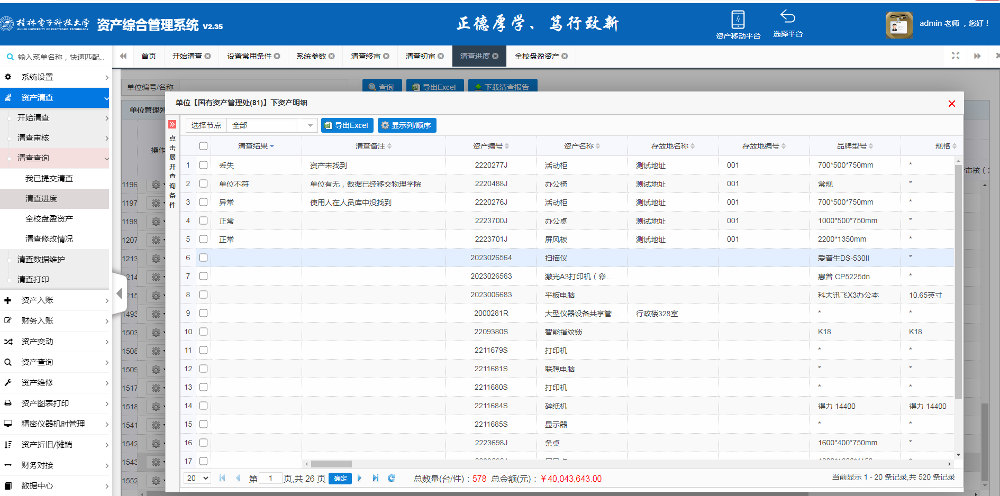 桂林電子科技大学
GUILIN UNIVERSITY OF ELECTRONIC TECHNOLOGY
资产综合管理系统 V2.35
正德厚学、笃行致新
资产移动平台
选择平台
admin 老师 ，您好！
输入菜单名称，快速匹配...
首页
开始清查
设置常用条件
系统参数
清查终审
清查初审
清查进度
全校盘盈资产
系统设置
资产清查
开始清查
清查审核
清查查询
我已提交清查
清查进度
全校盘盈资产
清查修改情况
清查数据维护
清查打印
资产入账
财务入账
资产变动
资产查询
资产维修
资产图表打印
精密仪器机时管理
资产折旧/摊销
财务对接
数据中心
单位编号/名称
查询
导出Excel
下载清查报告
单位管理列
操作
审核（
1196
1197
1198
1207
1213
214
215
1493
1503
1508
1509
1517
1518
1541
1542
1543
1552
单位【国有资产管理处(81)】下资产明细
点击展开查询条件
选择节点 全部 导出Excel 显示列/顺序
清查结果 清查备注 资产编号 资产名称 存放地名称 存放地编号 品牌型号 规格
1 丢失 资产未找到 2220277J 活动柜 测试地址 001 700*500*750mm *
2 单位不符 单位有无，数据已经移交物理学院 2220488J 办公椅 测试地址 001 常规 *
3 异常 使用人在人员库中没找到 2220276J 活动柜 测试地址 001 700*500*750mm *
4 正常 2223700J 办公桌 测试地址 001 1000*500*750mm *
5 正常 2223701J 屏风板 测试地址 001 2200*1350mm *
6 2023026564 扫描仪 爱普生DS-530II *
7 2023026563 激光A3打印机（彩... 惠普 CP5225dn *
8 2023006683 平板电脑 科大讯飞X3办公本 10.65英寸
9 2000281R 大型仪器设备共享管... 行政楼328室 * *
10 2209380S 智能指纹锁 K18 K18
11 2211679S 打印机 * *
12 2211681S 联想电脑 * *
13 2211680S 打印机 * *
14 2211684S 碎纸机 得力 14400 得力 14400
15 2211685S 显示器 * *
16 2223698J 条桌 1600*400*750mm *
17
20 第 1 页,共 26 页 确定 总数量(台/件)：578 总金额(元)：￥40,043,643.00
当前显示 1 - 20 条记录,共 520 条记录